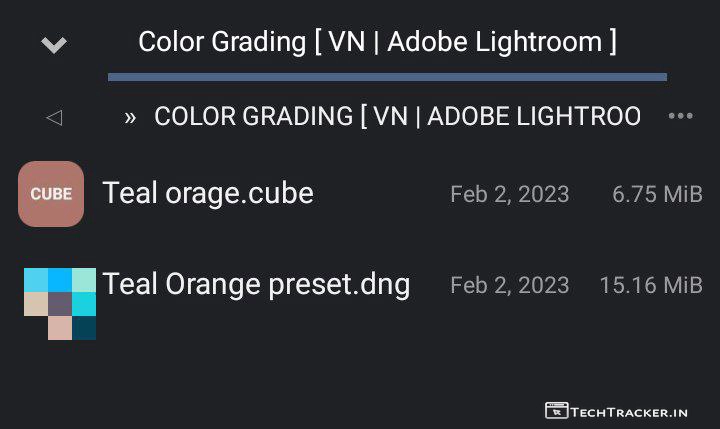 Color Grading [ VN | Adobe Lightroom ]
» COLOR GRADING [ VN | ADOBE LIGHTROO
CUBE Teal orage.cube Feb 2, 2023 6.75 MiB
Teal Orange preset.dng Feb 2, 2023 15.16 MiB
TECHTRACKER.IN